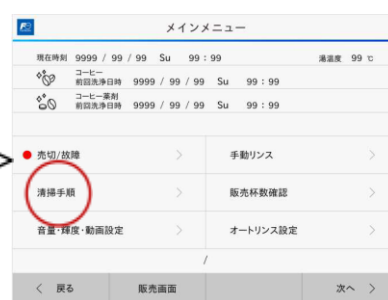 メインメニュー
現在時刻 9999 / 99 / 99 Su 99 : 99 湯温度 99 ℃
コーヒー
前回洗浄日時 9999 / 99 / 99 Su 99 : 99
コーヒー薬剤
前回洗浄日時 9999 / 99 / 99 Su 99 : 99
売切/故障 > 手動リンス >
清掃手順 > 販売杯数確認 >
音量・輝度・動画設定 > オートリンス設定 >
/
< 戻る 販売画面 次へ >